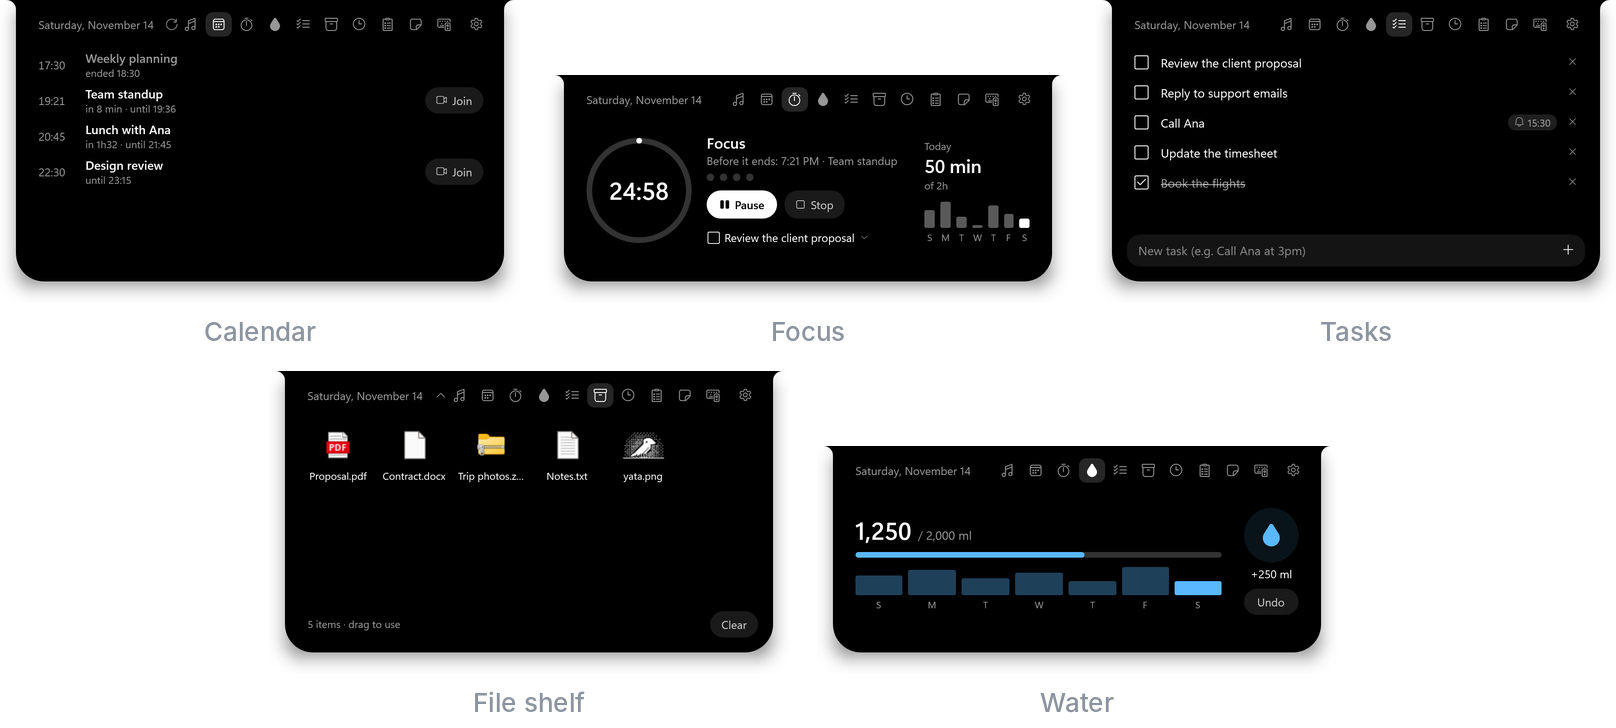 Saturday, November 14
17:30 Weekly planning
ended 18:30
19:21 Team standup
in 8 min · until 19:36
Join
20:45 Lunch with Ana
in 1h32 · until 21:45
22:30 Design review
until 23:15
Join
Calendar
Saturday, November 14
24:58
Focus
Before it ends: 7:21 PM · Team standup
Pause
Stop
Review the client proposal
Today
50 min
of 2h
S M T W T F S
Focus
Saturday, November 14
Review the client proposal
Reply to support emails
Call Ana
15:30
Update the timesheet
Book the flights
New task (e.g. Call Ana at 3pm)
Tasks
Saturday, November 14
PDF
Proposal.pdf
Contract.docx
Trip photos.z...
Notes.txt
yata.png
5 items · drag to use
Clear
File shelf
Saturday, November 14
1,250 / 2,000 ml
S M T W T F S
+250 ml
Undo
Water